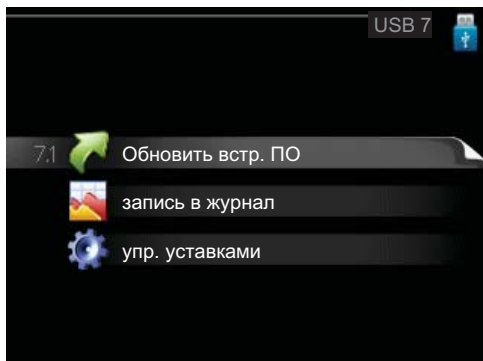 USB 7
7.1 Обновить встр. ПО
запись в журнал
упр. уставками